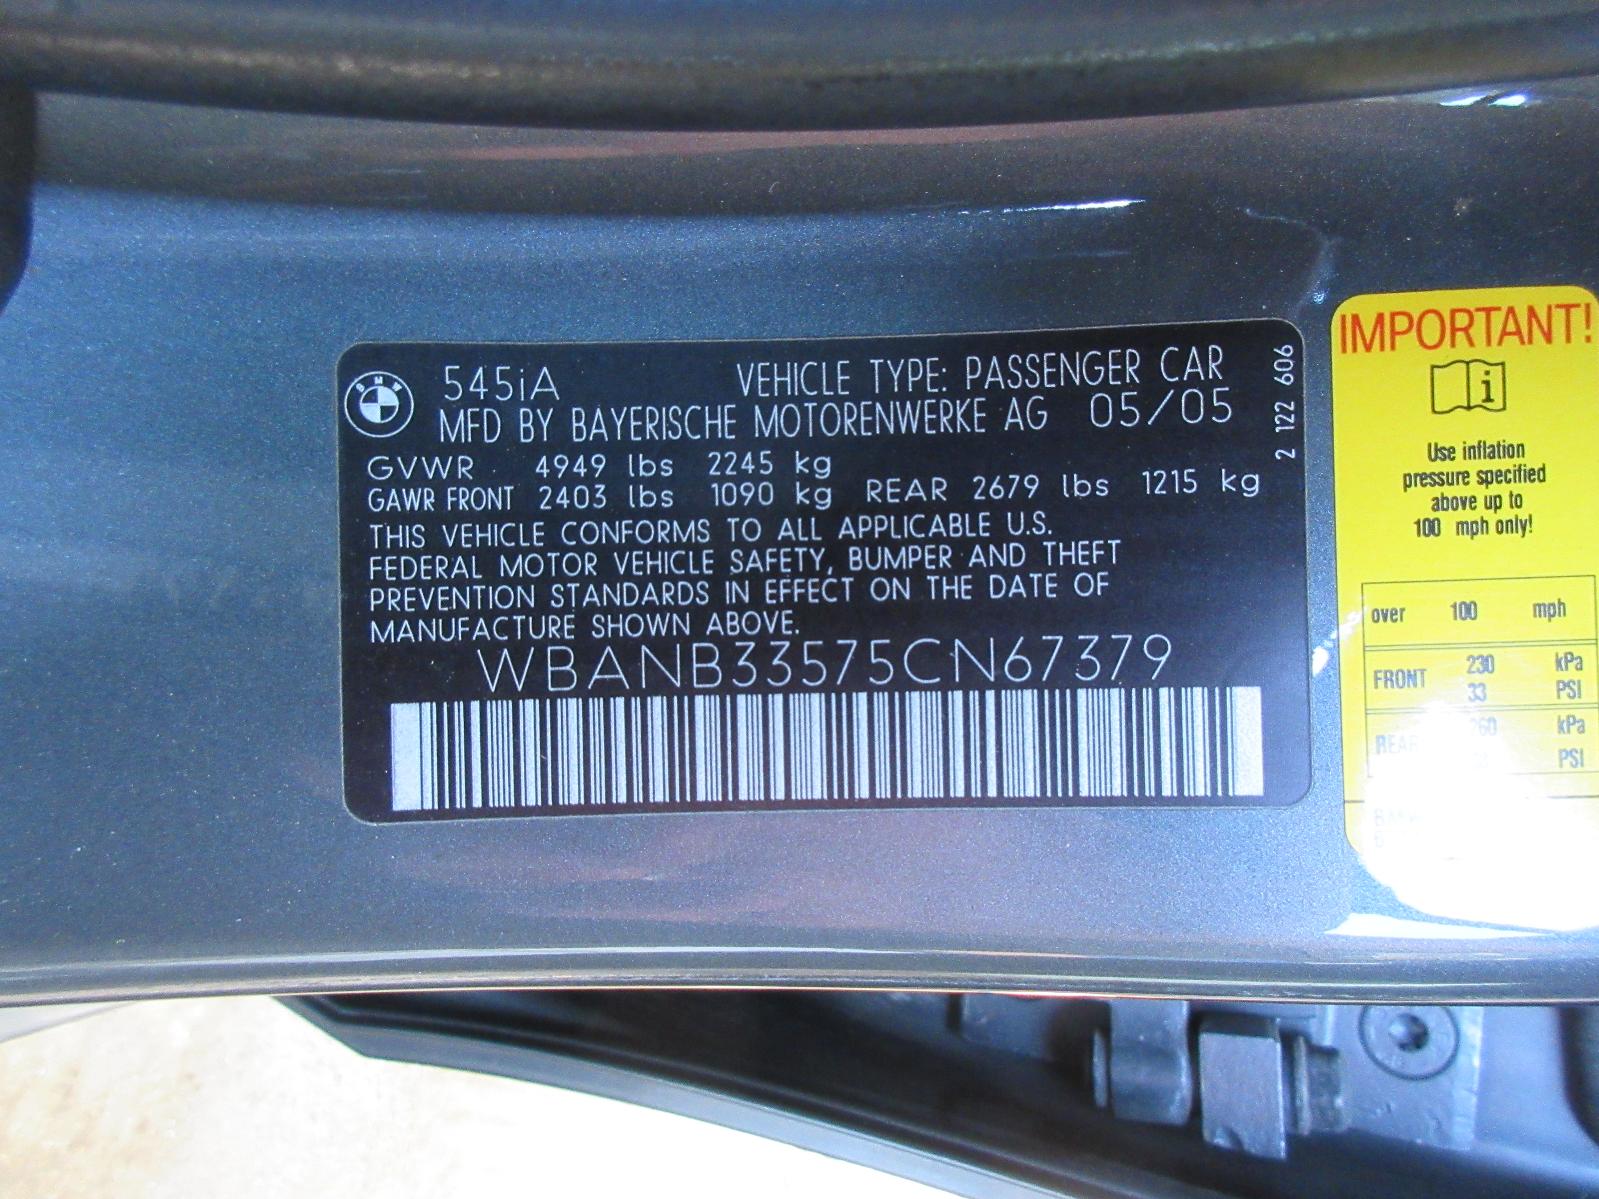 BMW
545iA VEHICLE TYPE: PASSENGER CAR
MFD BY BAYERISCHE MOTORENWERKE AG 05/05
GVWR 4949 lbs 2245 kg
GAWR FRONT 2403 lbs 1090 kg REAR 2679 lbs 1215 kg
THIS VEHICLE CONFORMS TO ALL APPLICABLE U.S.
FEDERAL MOTOR VEHICLE SAFETY, BUMPER AND THEFT
PREVENTION STANDARDS IN EFFECT ON THE DATE OF
MANUFACTURE SHOWN ABOVE.
WBANB33575CN67379
2 122 606
IMPORTANT!
i
Use inflation
pressure specified
above up to
100 mph only!
over 100 mph
FRONT 230 kPa
33 PSI
REAR 260 kPa
PSI